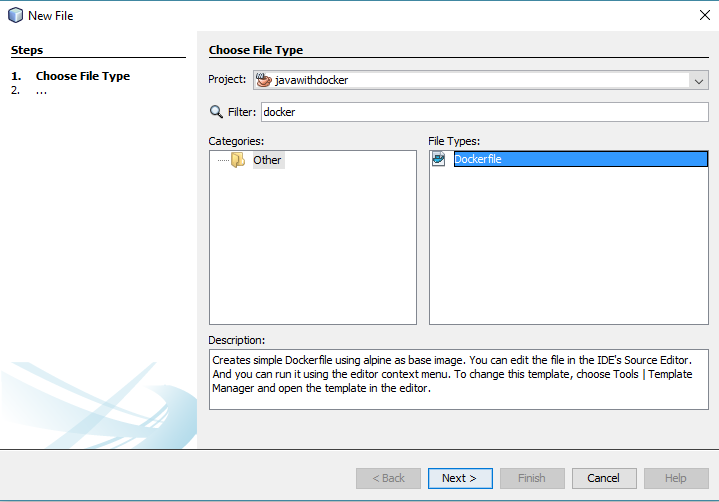 New File
Steps
1. Choose File Type
2. ...
Choose File Type
Project: javawithdocker
Filter: docker
Categories:
Other
File Types:
Dockerfile
Description:
Creates simple Dockerfile using alpine as base image. You can edit the file in the IDE's Source Editor.
And you can run it using the editor context menu. To change this template, choose Tools | Template
Manager and open the template in the editor.
< Back Next > Finish Cancel Help